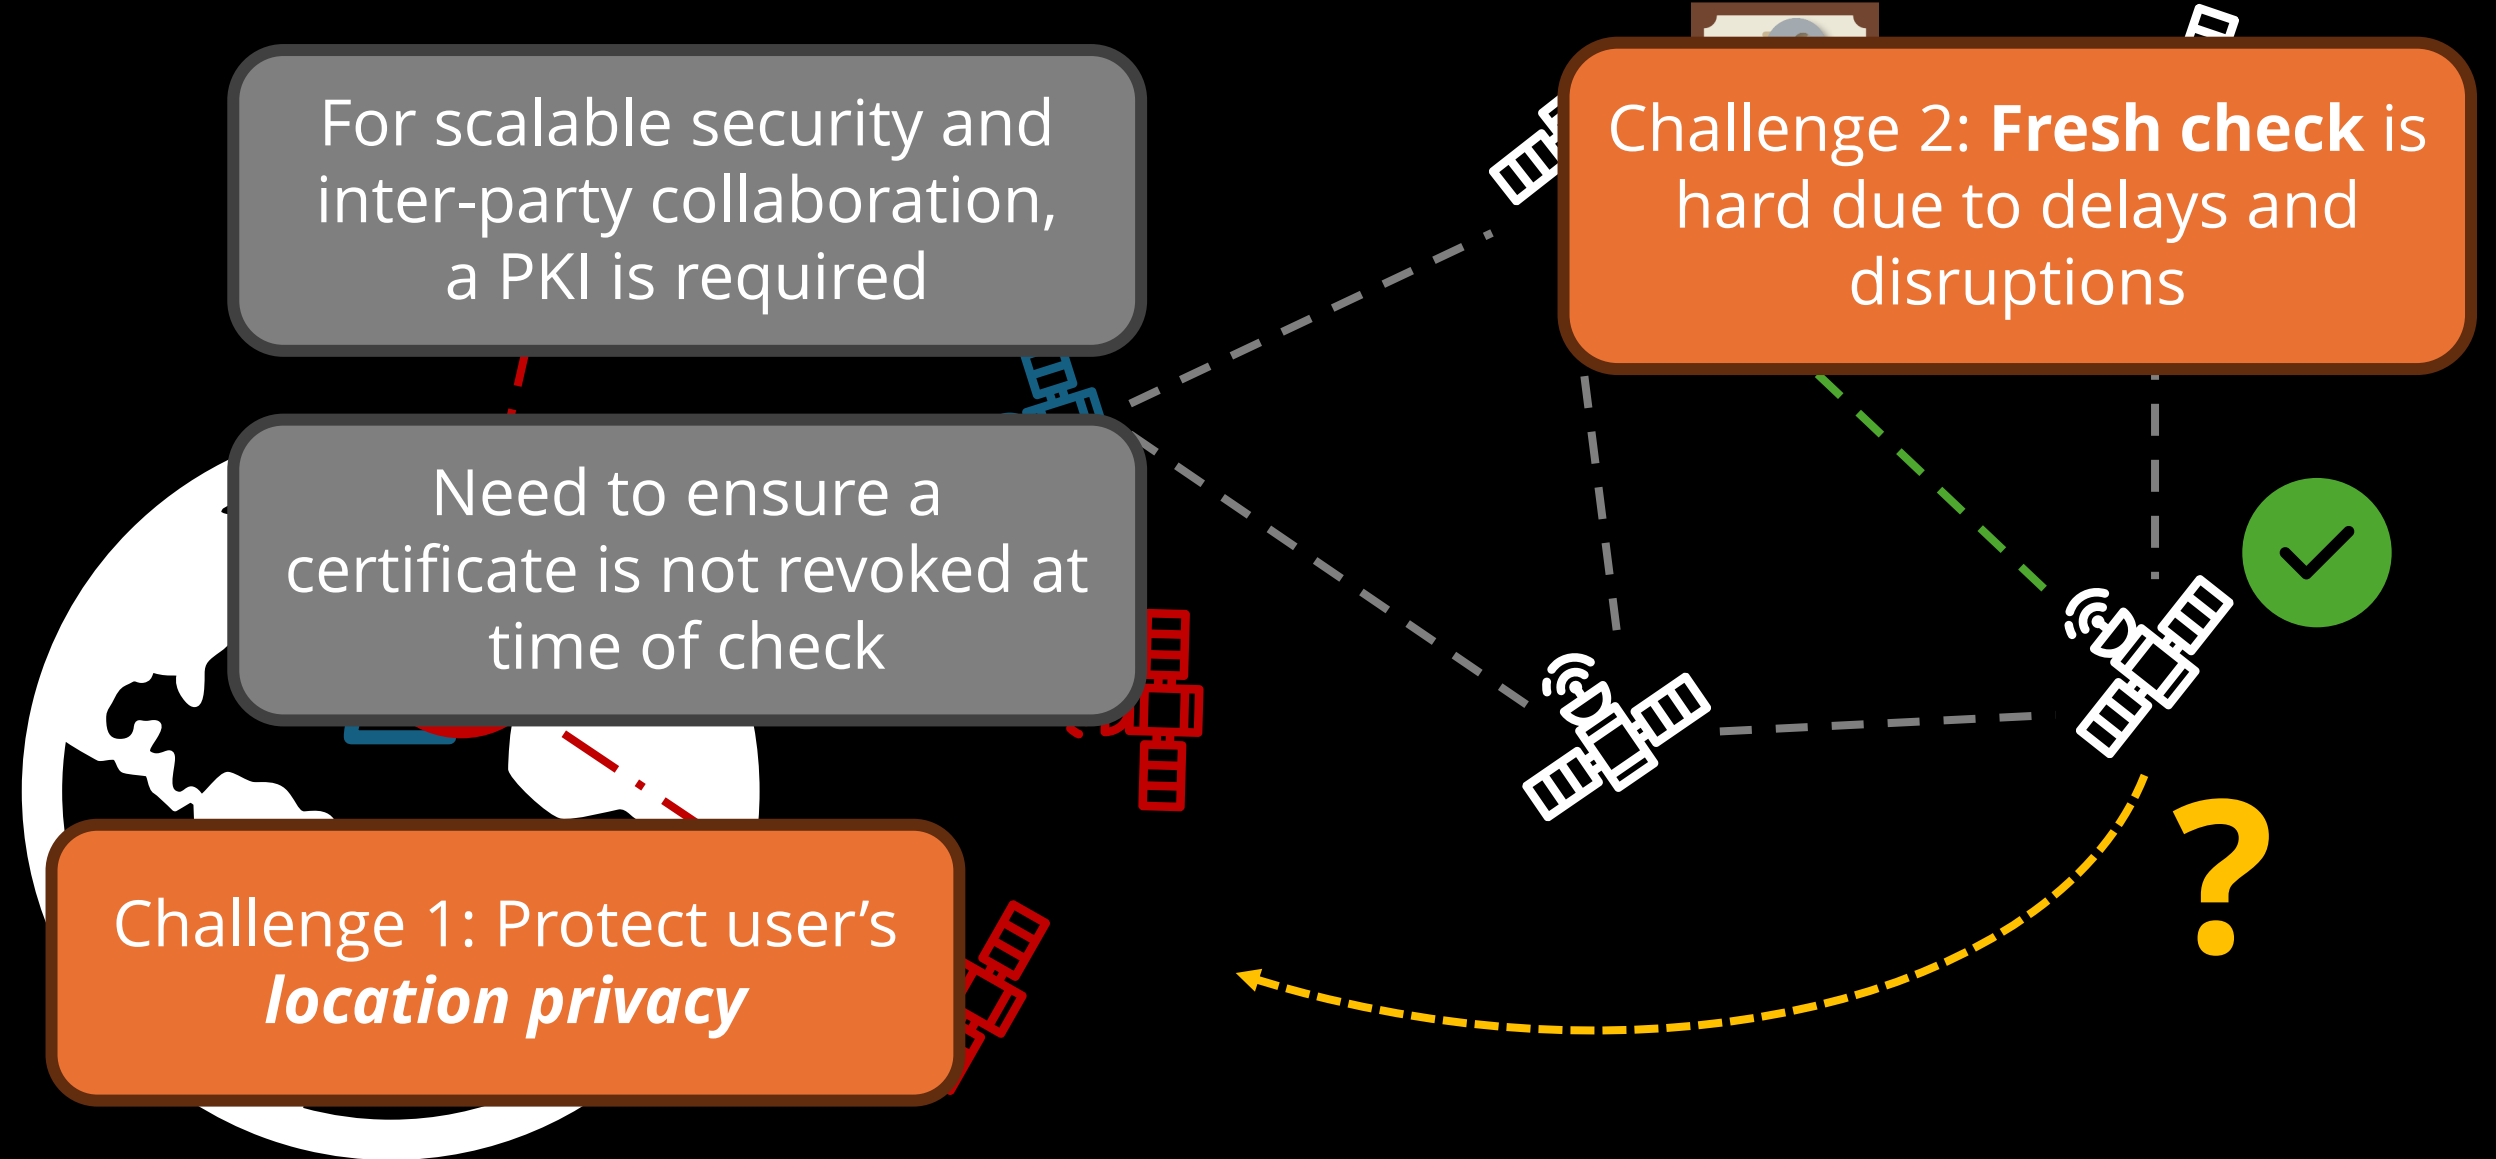 For scalable security and
inter-party collaboration,
a PKI is required
Challenge 2: Fresh check is
hard due to delays and
disruptions
Need to ensure a
certificate is not revoked at
time of check
?
Challenge 1: Protect user’s
location privacy